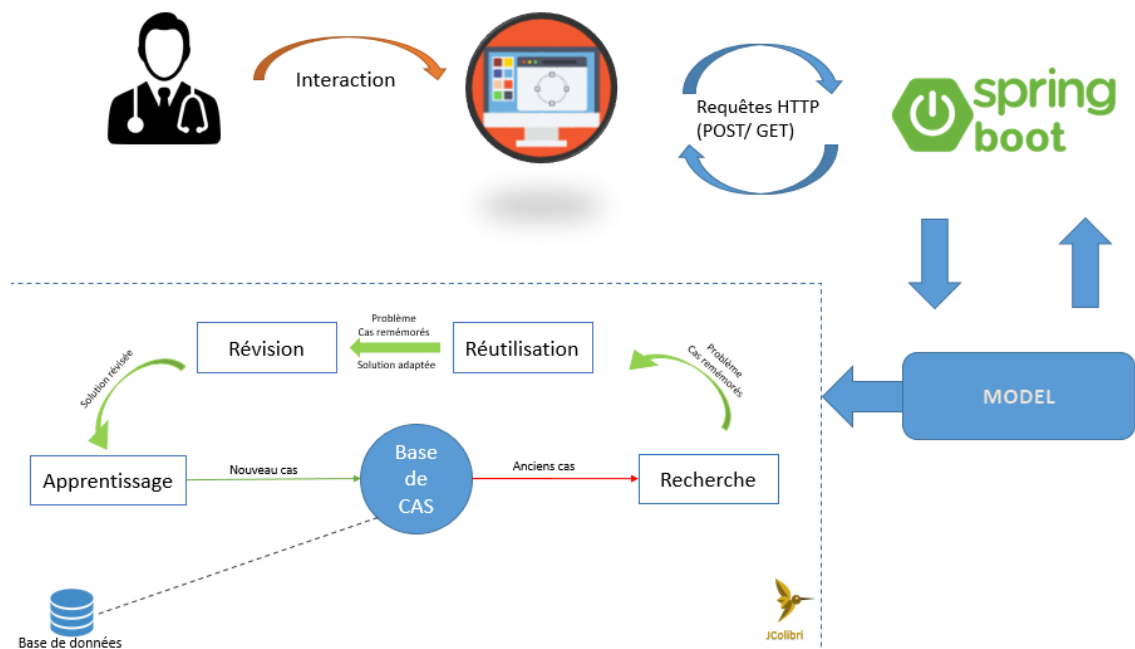 Interaction
Requêtes HTTP
(POST/ GET)
spring
boot
Problème
Cas remémorés
Solution adaptée
Révision
Réutilisation
Problème
Cas remémorés
Solution révisée
MODEL
Apprentissage
Nouveau cas
Base
de
CAS
Anciens cas
Recherche
Base de données
JColibri